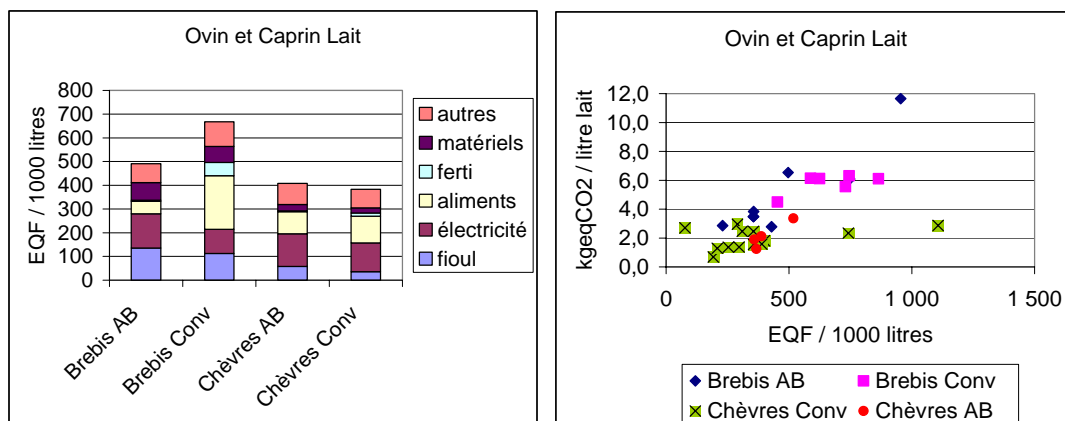 Ovin et Caprin Lait
EQF / 1000 litres
800
700
600
500
400
300
200
100
0
Brebis AB
Brebis Conv
Chèvres AB
Chèvres Conv
autres
matériels
ferti
aliments
électricité
fioul
Ovin et Caprin Lait
kgeqCO2 / litre lait
12,0
10,0
8,0
6,0
4,0
2,0
0,0
0 500 1 000 1 500
EQF / 1000 litres
Brebis AB Brebis Conv
Chèvres Conv Chèvres AB